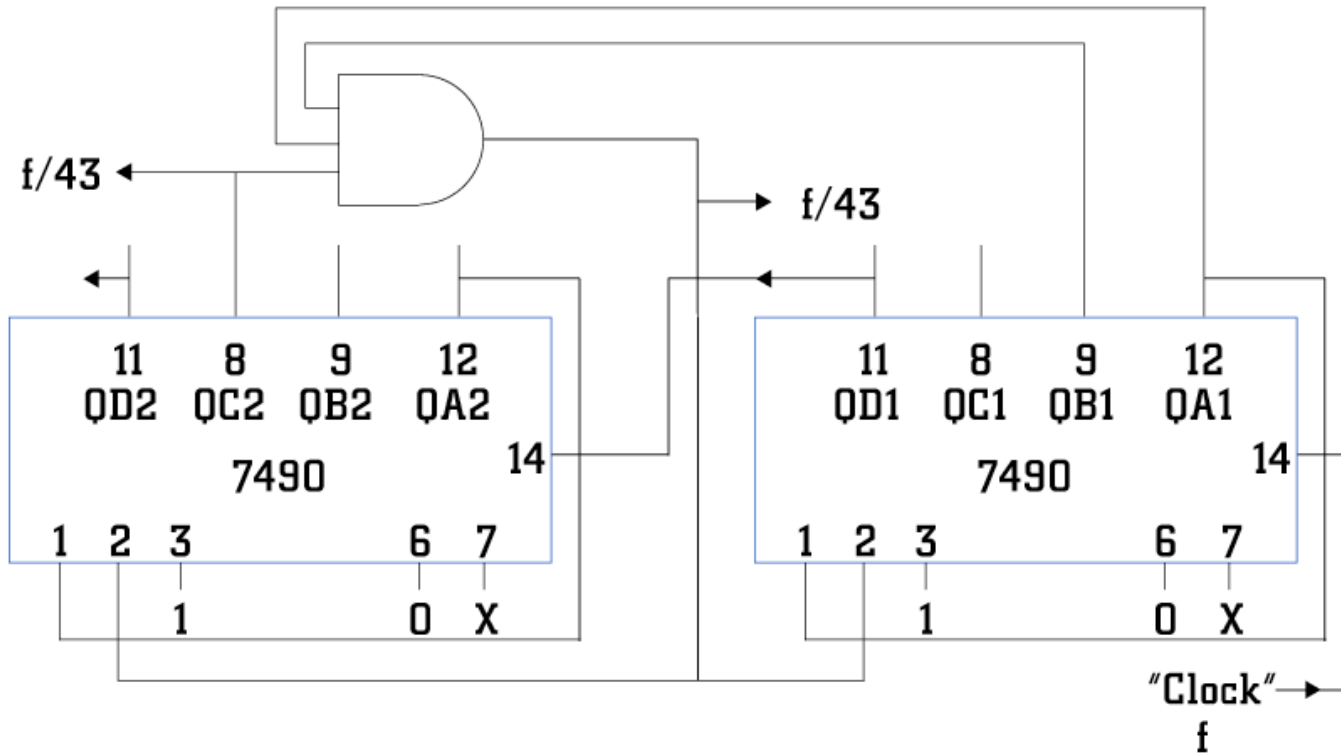 f/43
f/43
11 8 9 12
QD2 QC2 QB2 QA2
14
7490
1 2 3 6 7
1 0 X
11 8 9 12
QD1 QC1 QB1 QA1
14
7490
1 2 3 6 7
1 0 X
"Clock"
f